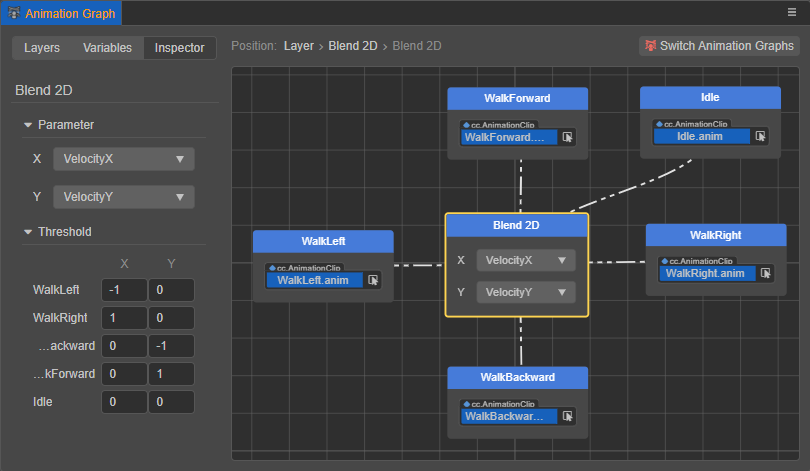 Animation Graph
Layers Variables Inspector
Position: Layer > Blend 2D > Blend 2D
Switch Animation Graphs
Blend 2D
Parameter
X VelocityX
Y VelocityY
Threshold
X Y
WalkLeft -1 0
WalkRight 1 0
...ackward 0 -1
...kForward 0 1
Idle 0 0
WalkForward
cc.AnimationClip
WalkForward....
Idle
cc.AnimationClip
Idle.anim
WalkLeft
cc.AnimationClip
WalkLeft.anim
Blend 2D
X VelocityX
Y VelocityY
WalkRight
cc.AnimationClip
WalkRight.anim
WalkBackward
cc.AnimationClip
WalkBackwar...